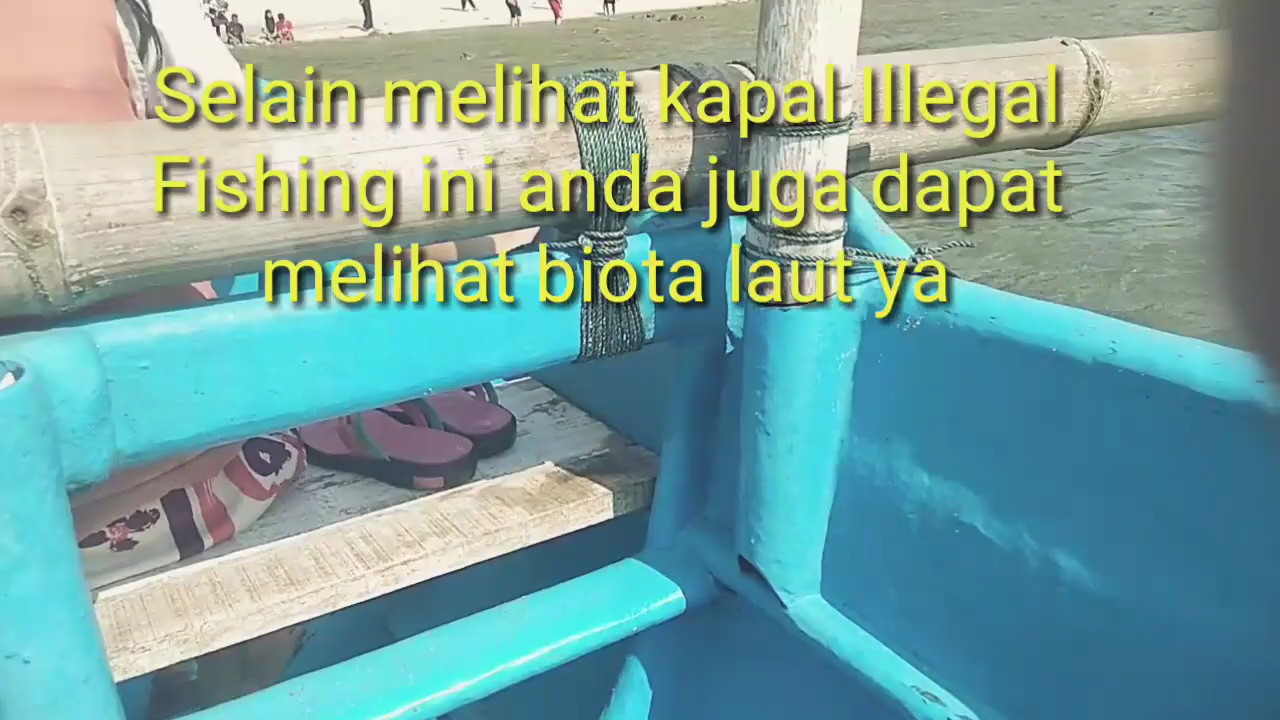 Selain melihat kapal Illegal
Fishing ini anda juga dapat
melihat biota laut ya